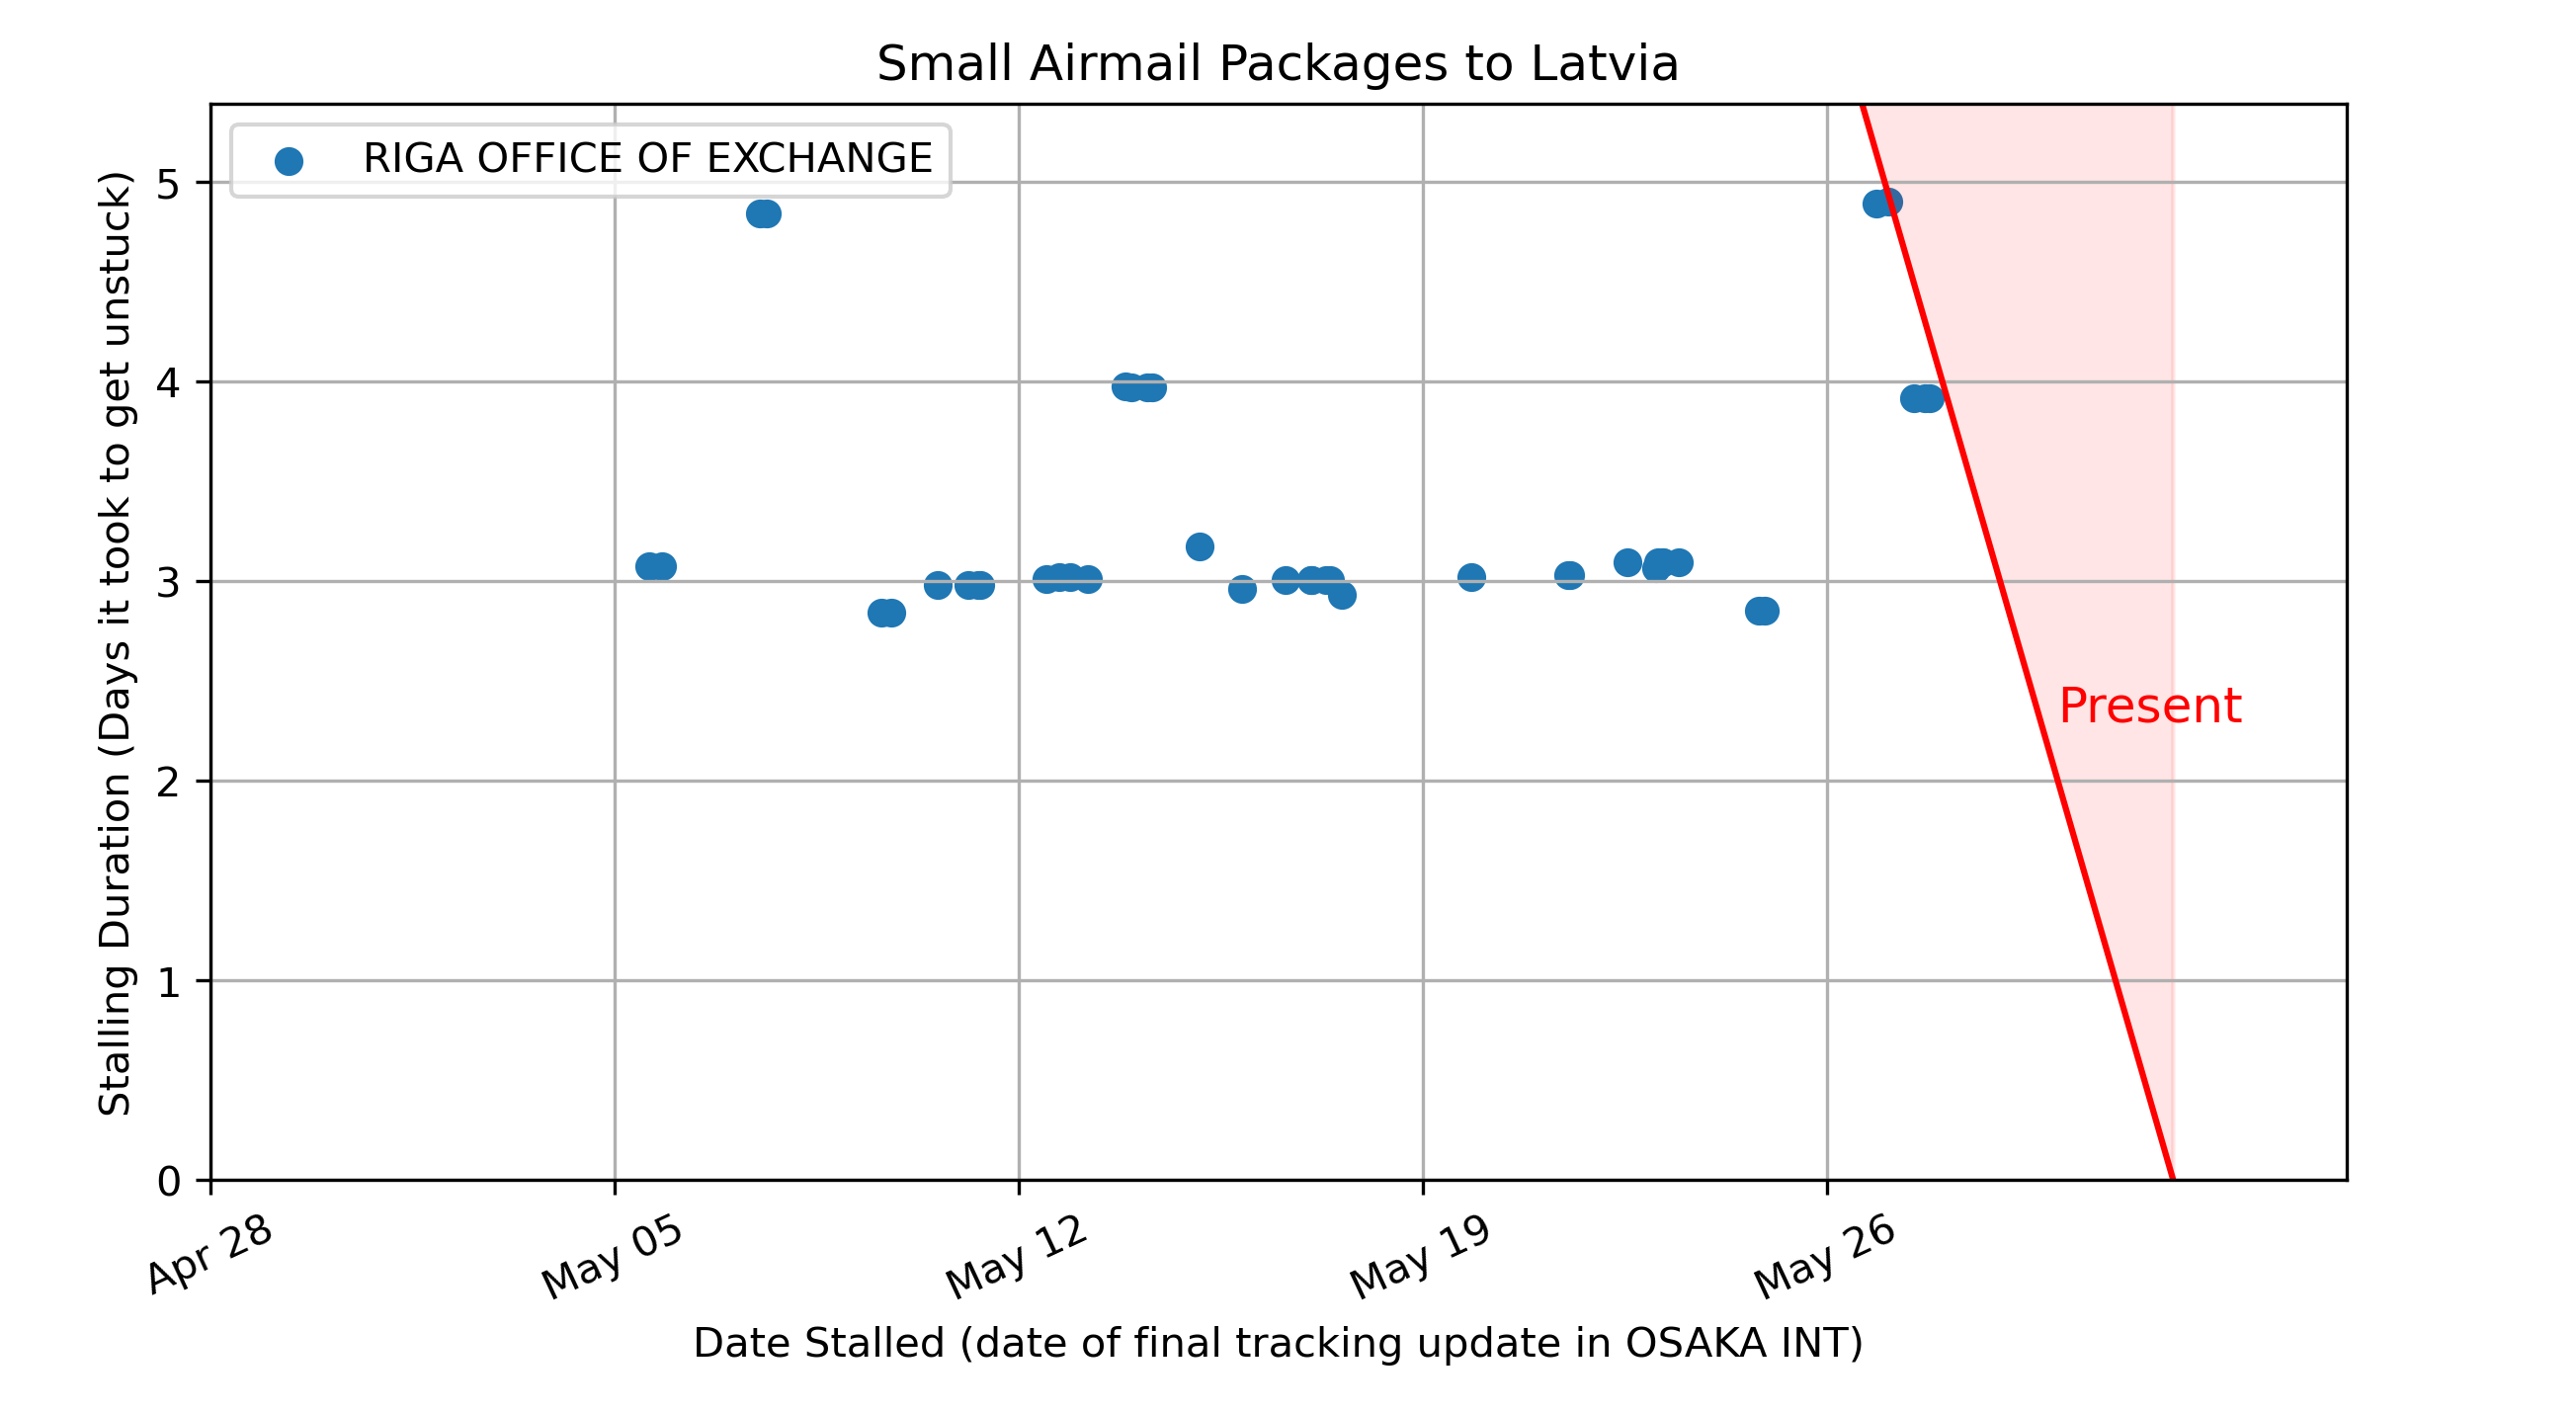 Small Airmail Packages to Latvia
RIGA OFFICE OF EXCHANGE
Stalling Duration (Days it took to get unstuck)
5
4
3
2
1
0
Present
Apr 28
May 05
May 12
May 19
May 26
Date Stalled (date of final tracking update in OSAKA INT)